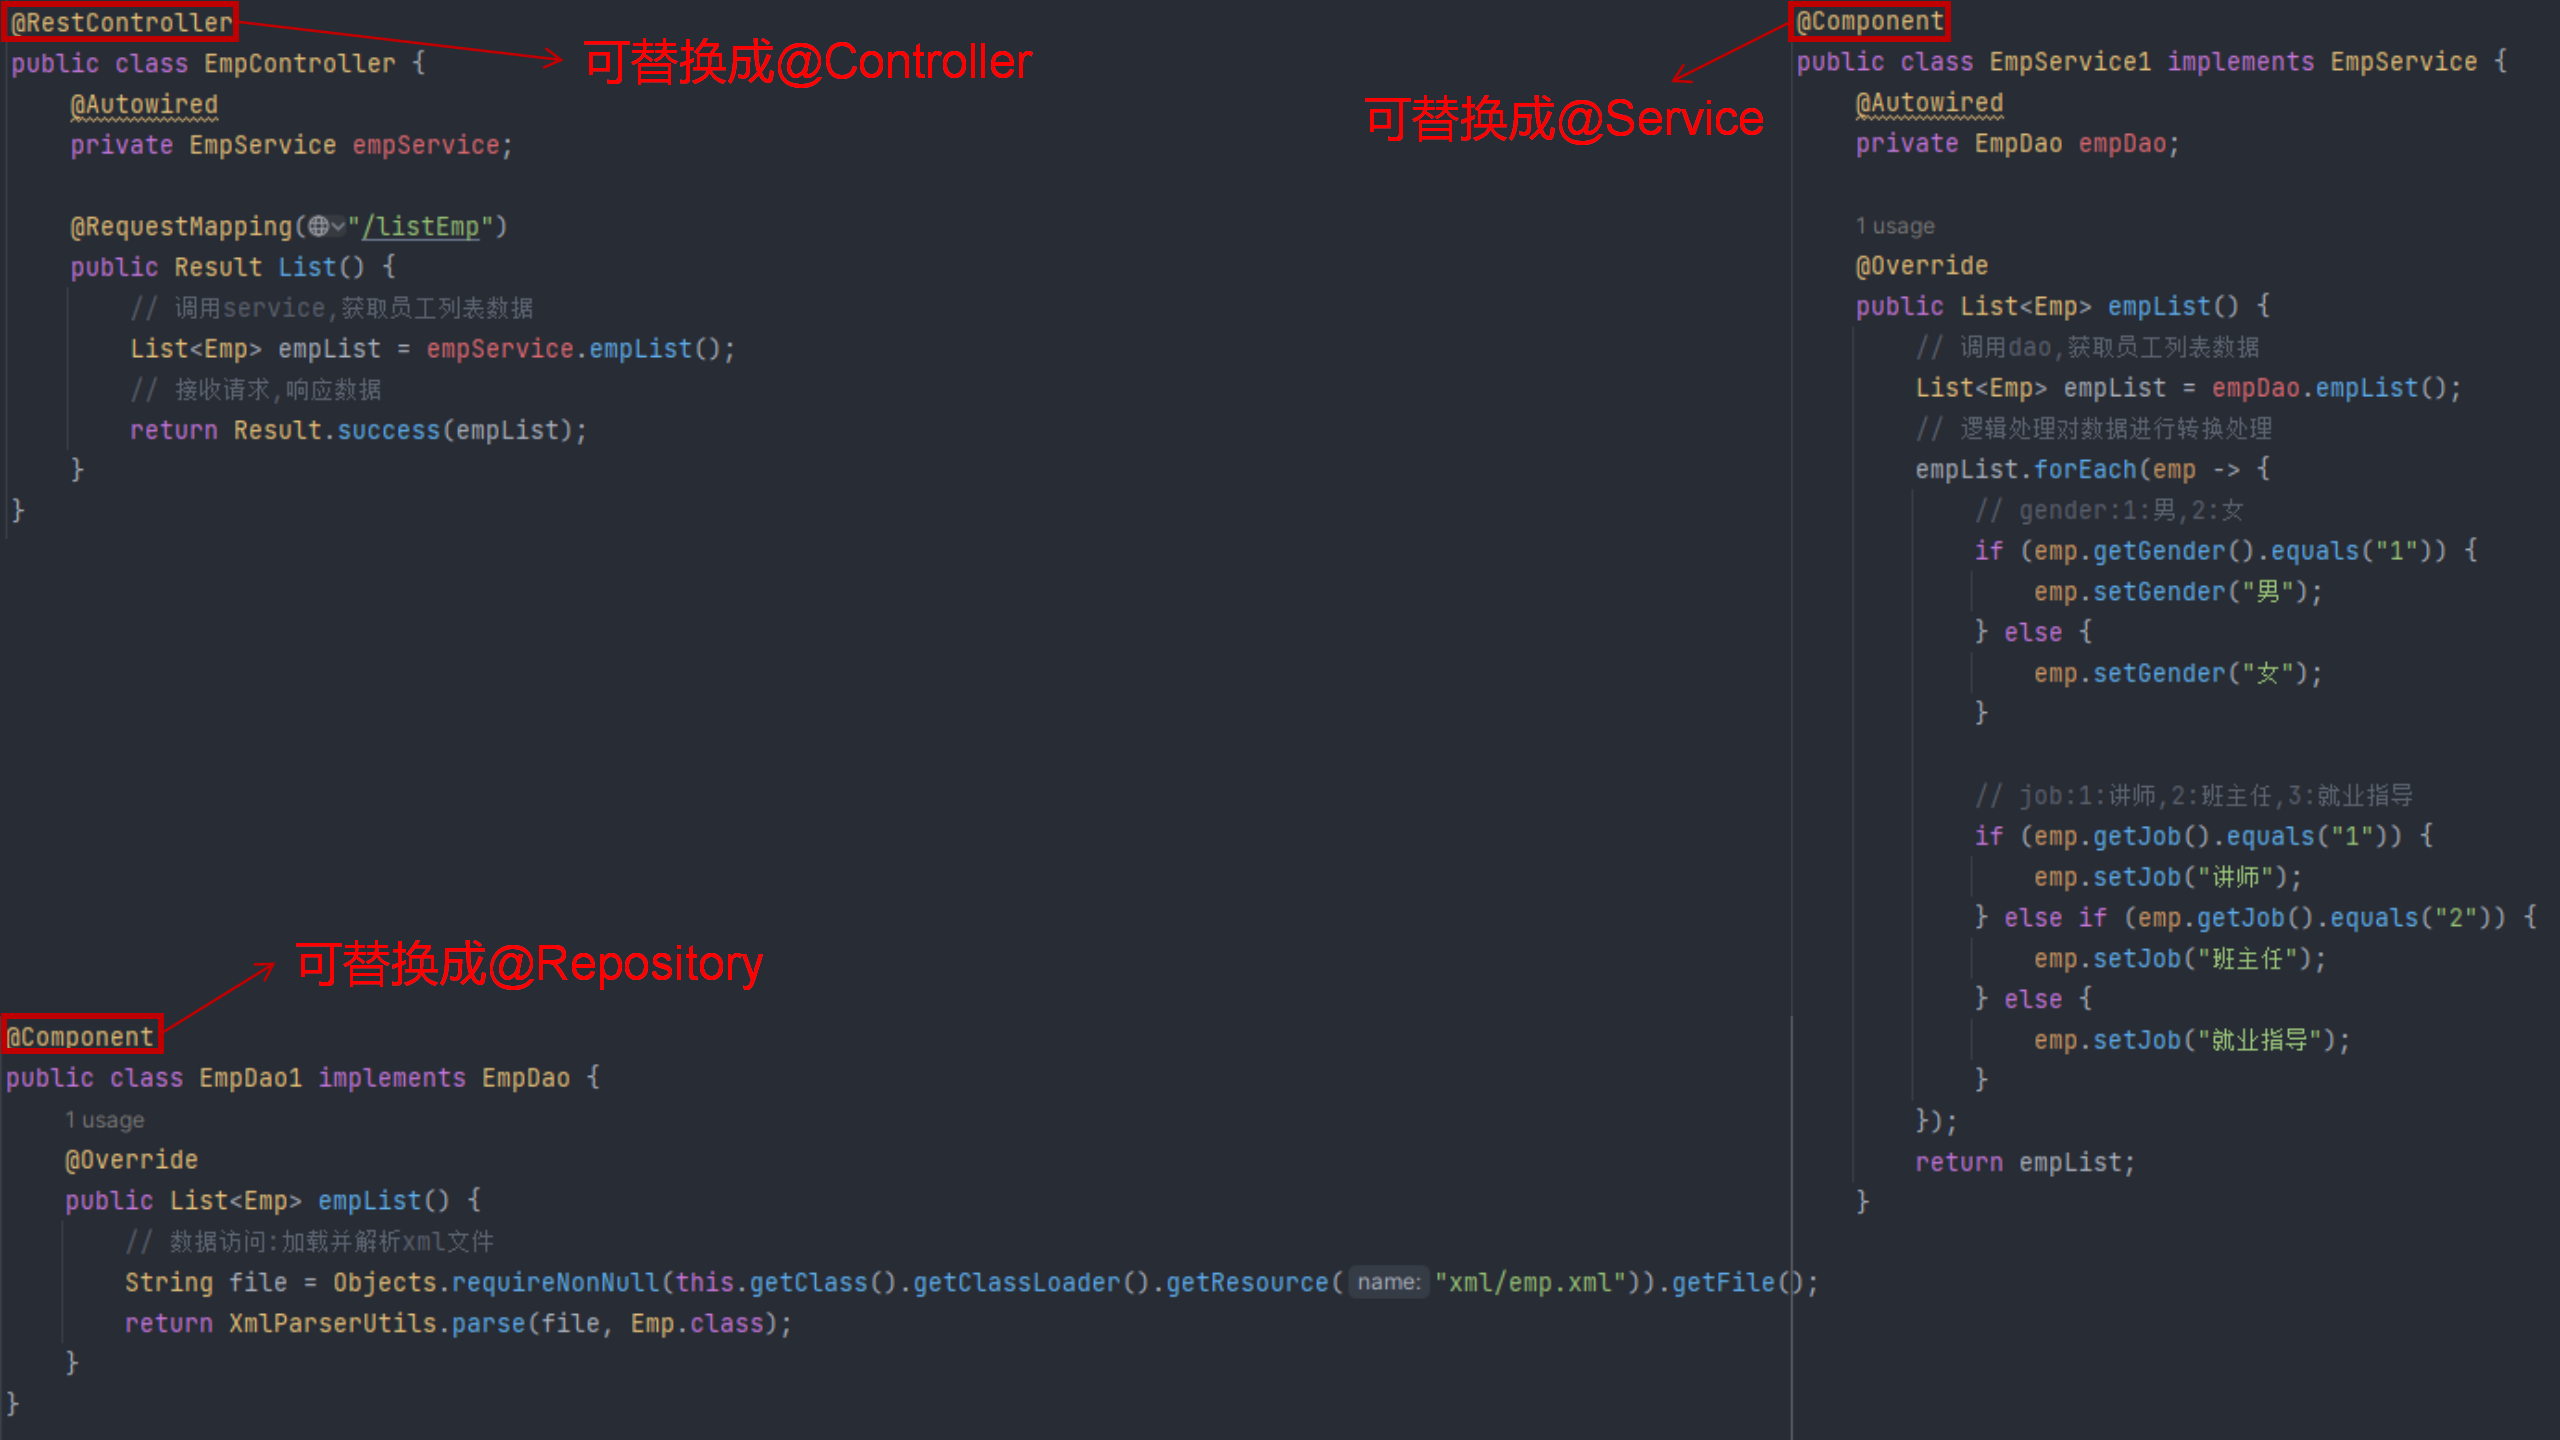 @RestController
public class EmpController {
@Autowired
private EmpService empService;
@RequestMapping("/listEmp")
public Result List() {
// 调用service,获取员工列表数据
List<Emp> empList = empService.empList();
// 接收请求,响应数据
return Result.success(empList);
}
}
可替换成@Controller
可替换成@Repository
@Component
public class EmpDao1 implements EmpDao {
1 usage
@Override
public List<Emp> empList() {
// 数据访问:加载并解析xml文件
String file = Objects.requireNonNull(this.getClass().getClassLoader().getResource( name: "xml/emp.xml")).getFile();
return XmlParserUtils.parse(file, Emp.class);
}
}
可替换成@Service
@Component
public class EmpService1 implements EmpService {
@Autowired
private EmpDao empDao;
1 usage
@Override
public List<Emp> empList() {
// 调用dao,获取员工列表数据
List<Emp> empList = empDao.empList();
// 逻辑处理对数据进行转换处理
empList.forEach(emp -> {
// gender:1:男,2:女
if (emp.getGender().equals("1")) {
emp.setGender("男");
} else {
emp.setGender("女");
}
// job:1:讲师,2:班主任,3:就业指导
if (emp.getJob().equals("1")) {
emp.setJob("讲师");
} else if (emp.getJob().equals("2")) {
emp.setJob("班主任");
} else {
emp.setJob("就业指导");
}
});
return empList;
}